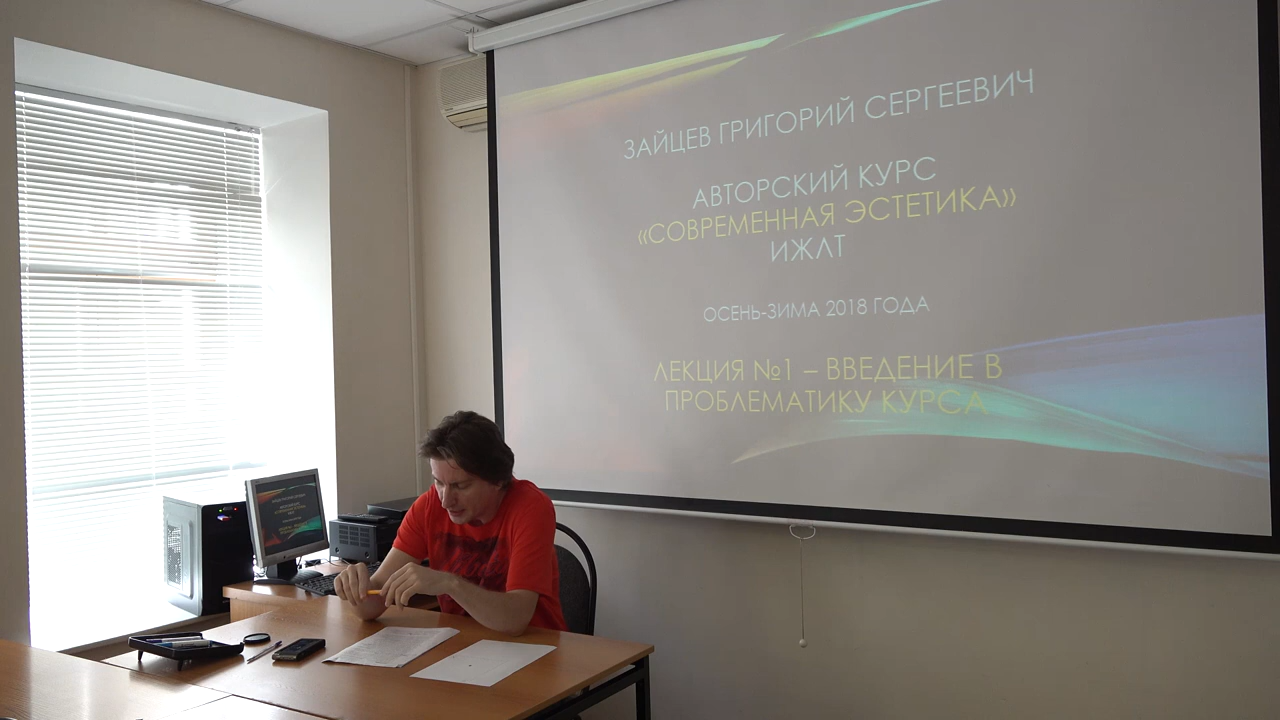 ЗАЙЦЕВ ГРИГОРИЙ СЕРГЕЕВИЧ
АВТОРСКИЙ КУРС
«СОВРЕМЕННАЯ ЭСТЕТИКА»
ИЖЛТ
ОСЕНЬ-ЗИМА 2018 ГОДА
ЛЕКЦИЯ №1 – ВВЕДЕНИЕ В
ПРОБЛЕМАТИКУ КУРСА